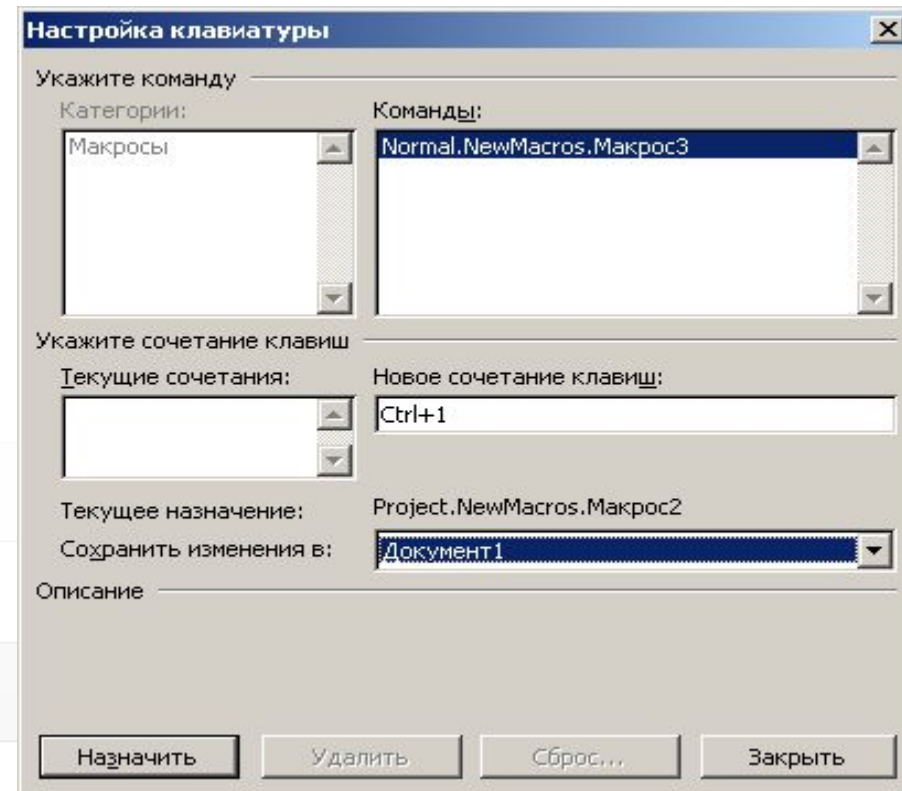 Настройка клавиатуры
Укажите команду
Категории:
Команды:
Макросы
Normal.NewMacros.Макрос3
Укажите сочетание клавиш
Текущие сочетания:
Новое сочетание клавиш:
Ctrl+1
Текущее назначение:
Project.NewMacros.Макрос2
Сохранить изменения в:
Документ1
Описание
Назначить
Удалить
Сброс...
Закрыть